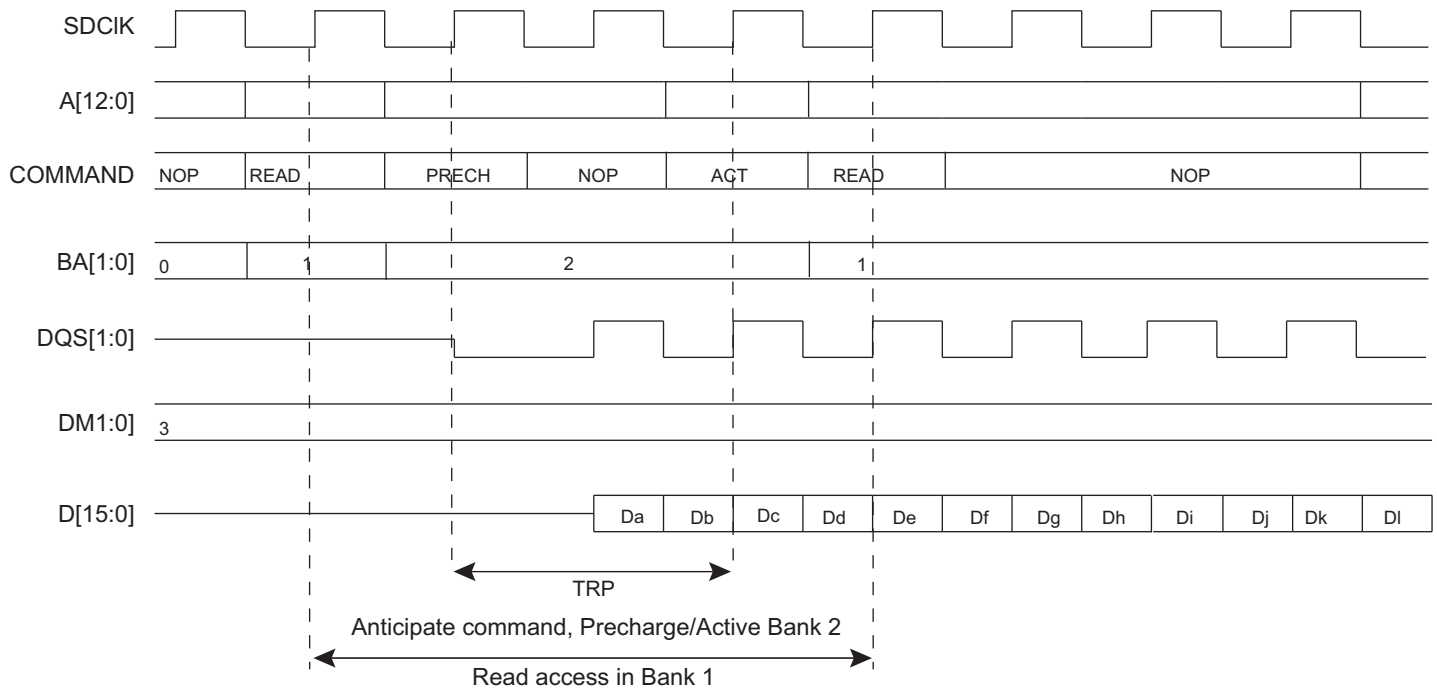 SDClK
A[12:0]
COMMAND NOP READ PRECH NOP ACT READ NOP
BA[1:0] 0 1 2 1
DQS[1:0]
DM1:0] 3
D[15:0] Da Db Dc Dd De Df Dg Dh Di Dj Dk Dl
TRP
Anticipate command, Precharge/Active Bank 2
Read access in Bank 1